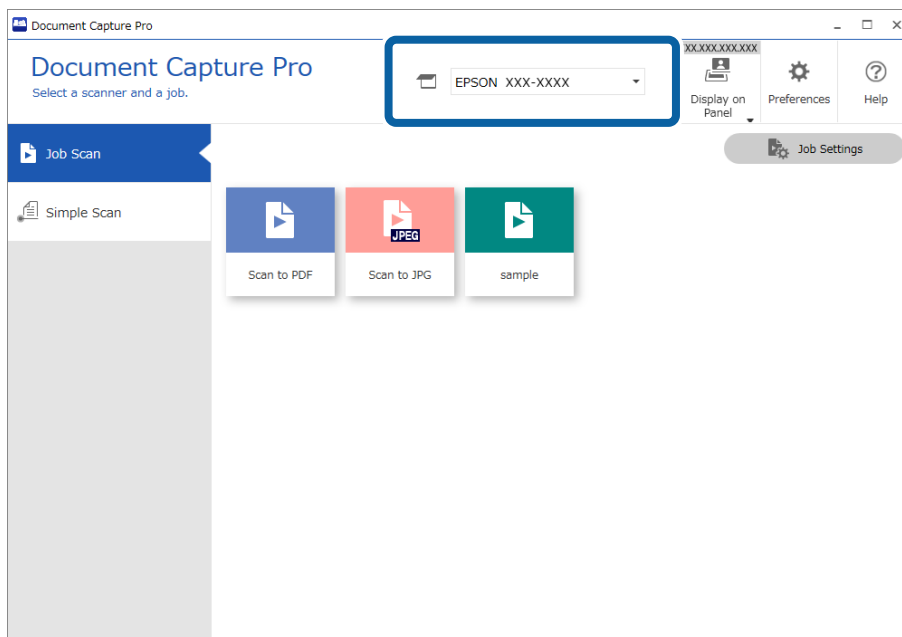 Document Capture Pro
Document Capture Pro
Select a scanner and a job.
EPSON XXX-XXXX
XX.XXX.XXX.XXX
Display on
Panel
Preferences
Help
Job Scan
Job Settings
Simple Scan
JPEG
Scan to PDF
Scan to JPG
sample